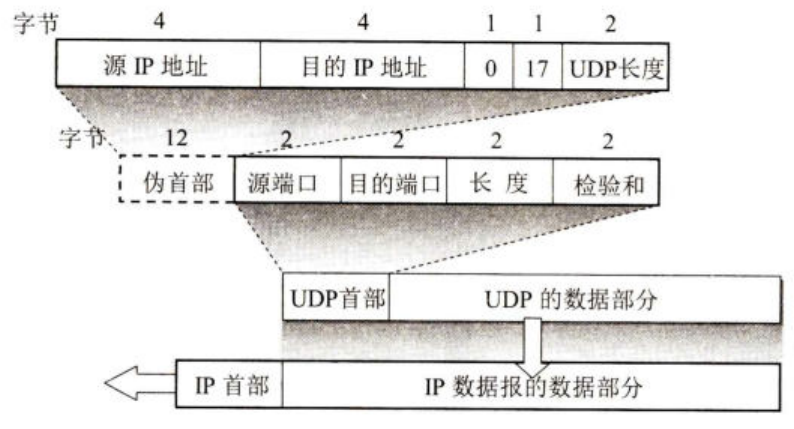 字节 4 4 1 1 2
源 IP 地址 目的 IP 地址 0 17 UDP长度
字节 12 2 2 2 2
伪首部 源端口 目的端口 长 度 检验和
UDP首部 UDP 的数据部分
IP 首部 IP 数据报的数据部分